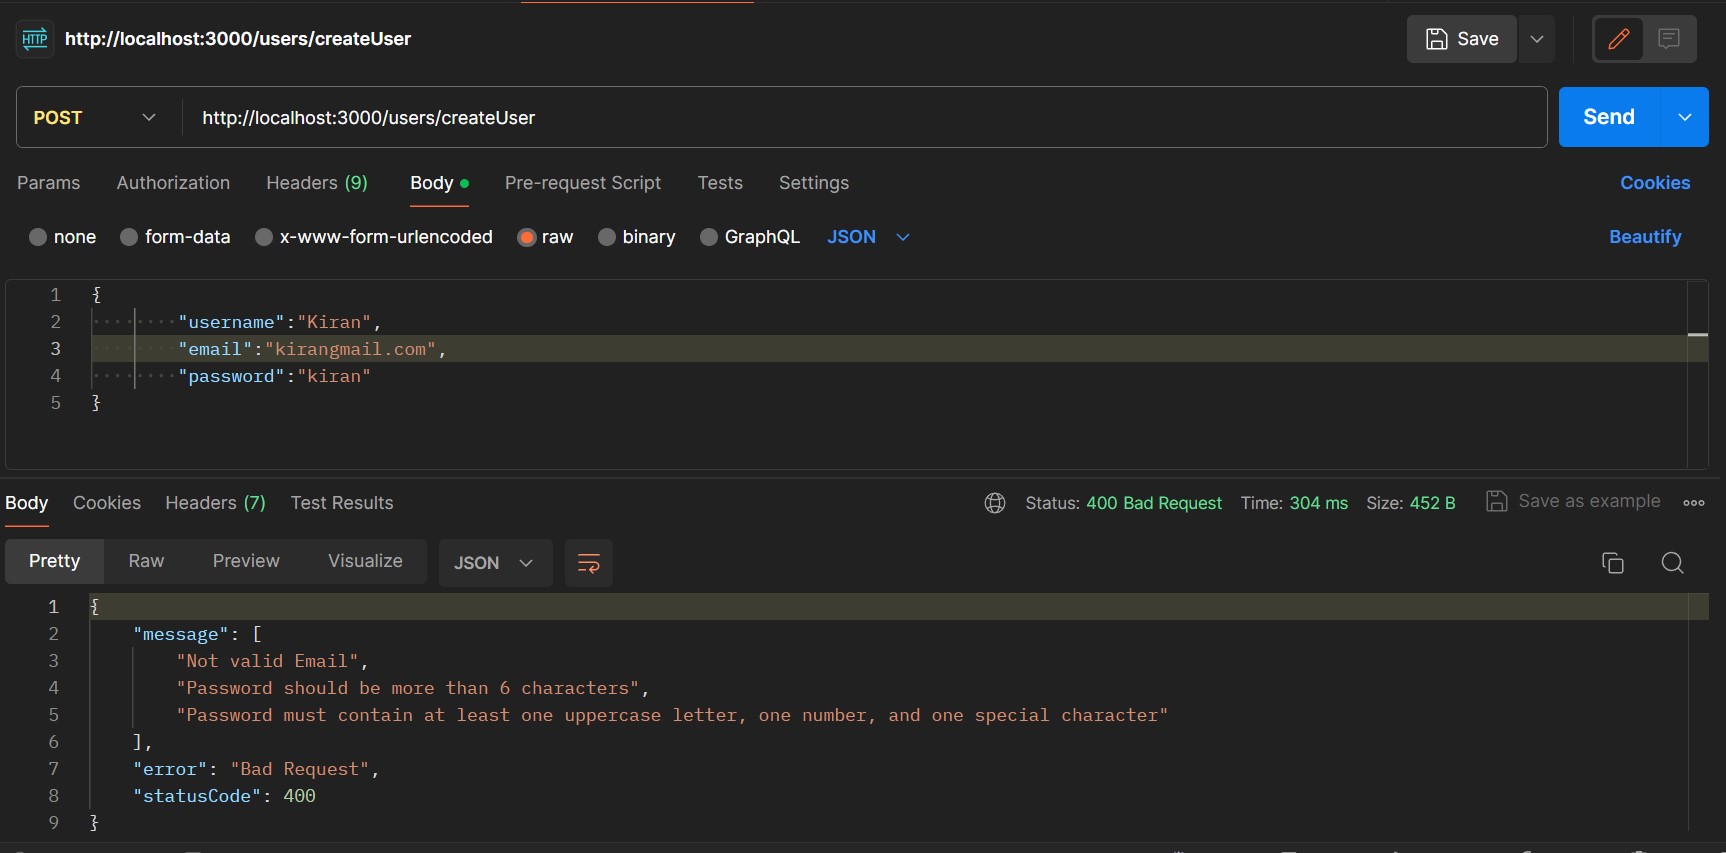 HTTP http://localhost:3000/users/createUser Save
POST http://localhost:3000/users/createUser Send
Params Authorization Headers (9) Body Pre-request Script Tests Settings Cookies
none form-data x-www-form-urlencoded raw binary GraphQL JSON Beautify
1 {
2 "username":"Kiran",
3 "email":"kirangmail.com",
4 "password":"kiran"
5 }
Body Cookies Headers (7) Test Results Status: 400 Bad Request Time: 304 ms Size: 452 B Save as example
Pretty Raw Preview Visualize JSON
1 {
2 "message": [
3 "Not valid Email",
4 "Password should be more than 6 characters",
5 "Password must contain at least one uppercase letter, one number, and one special character"
6 ],
7 "error": "Bad Request",
8 "statusCode": 400
9 }